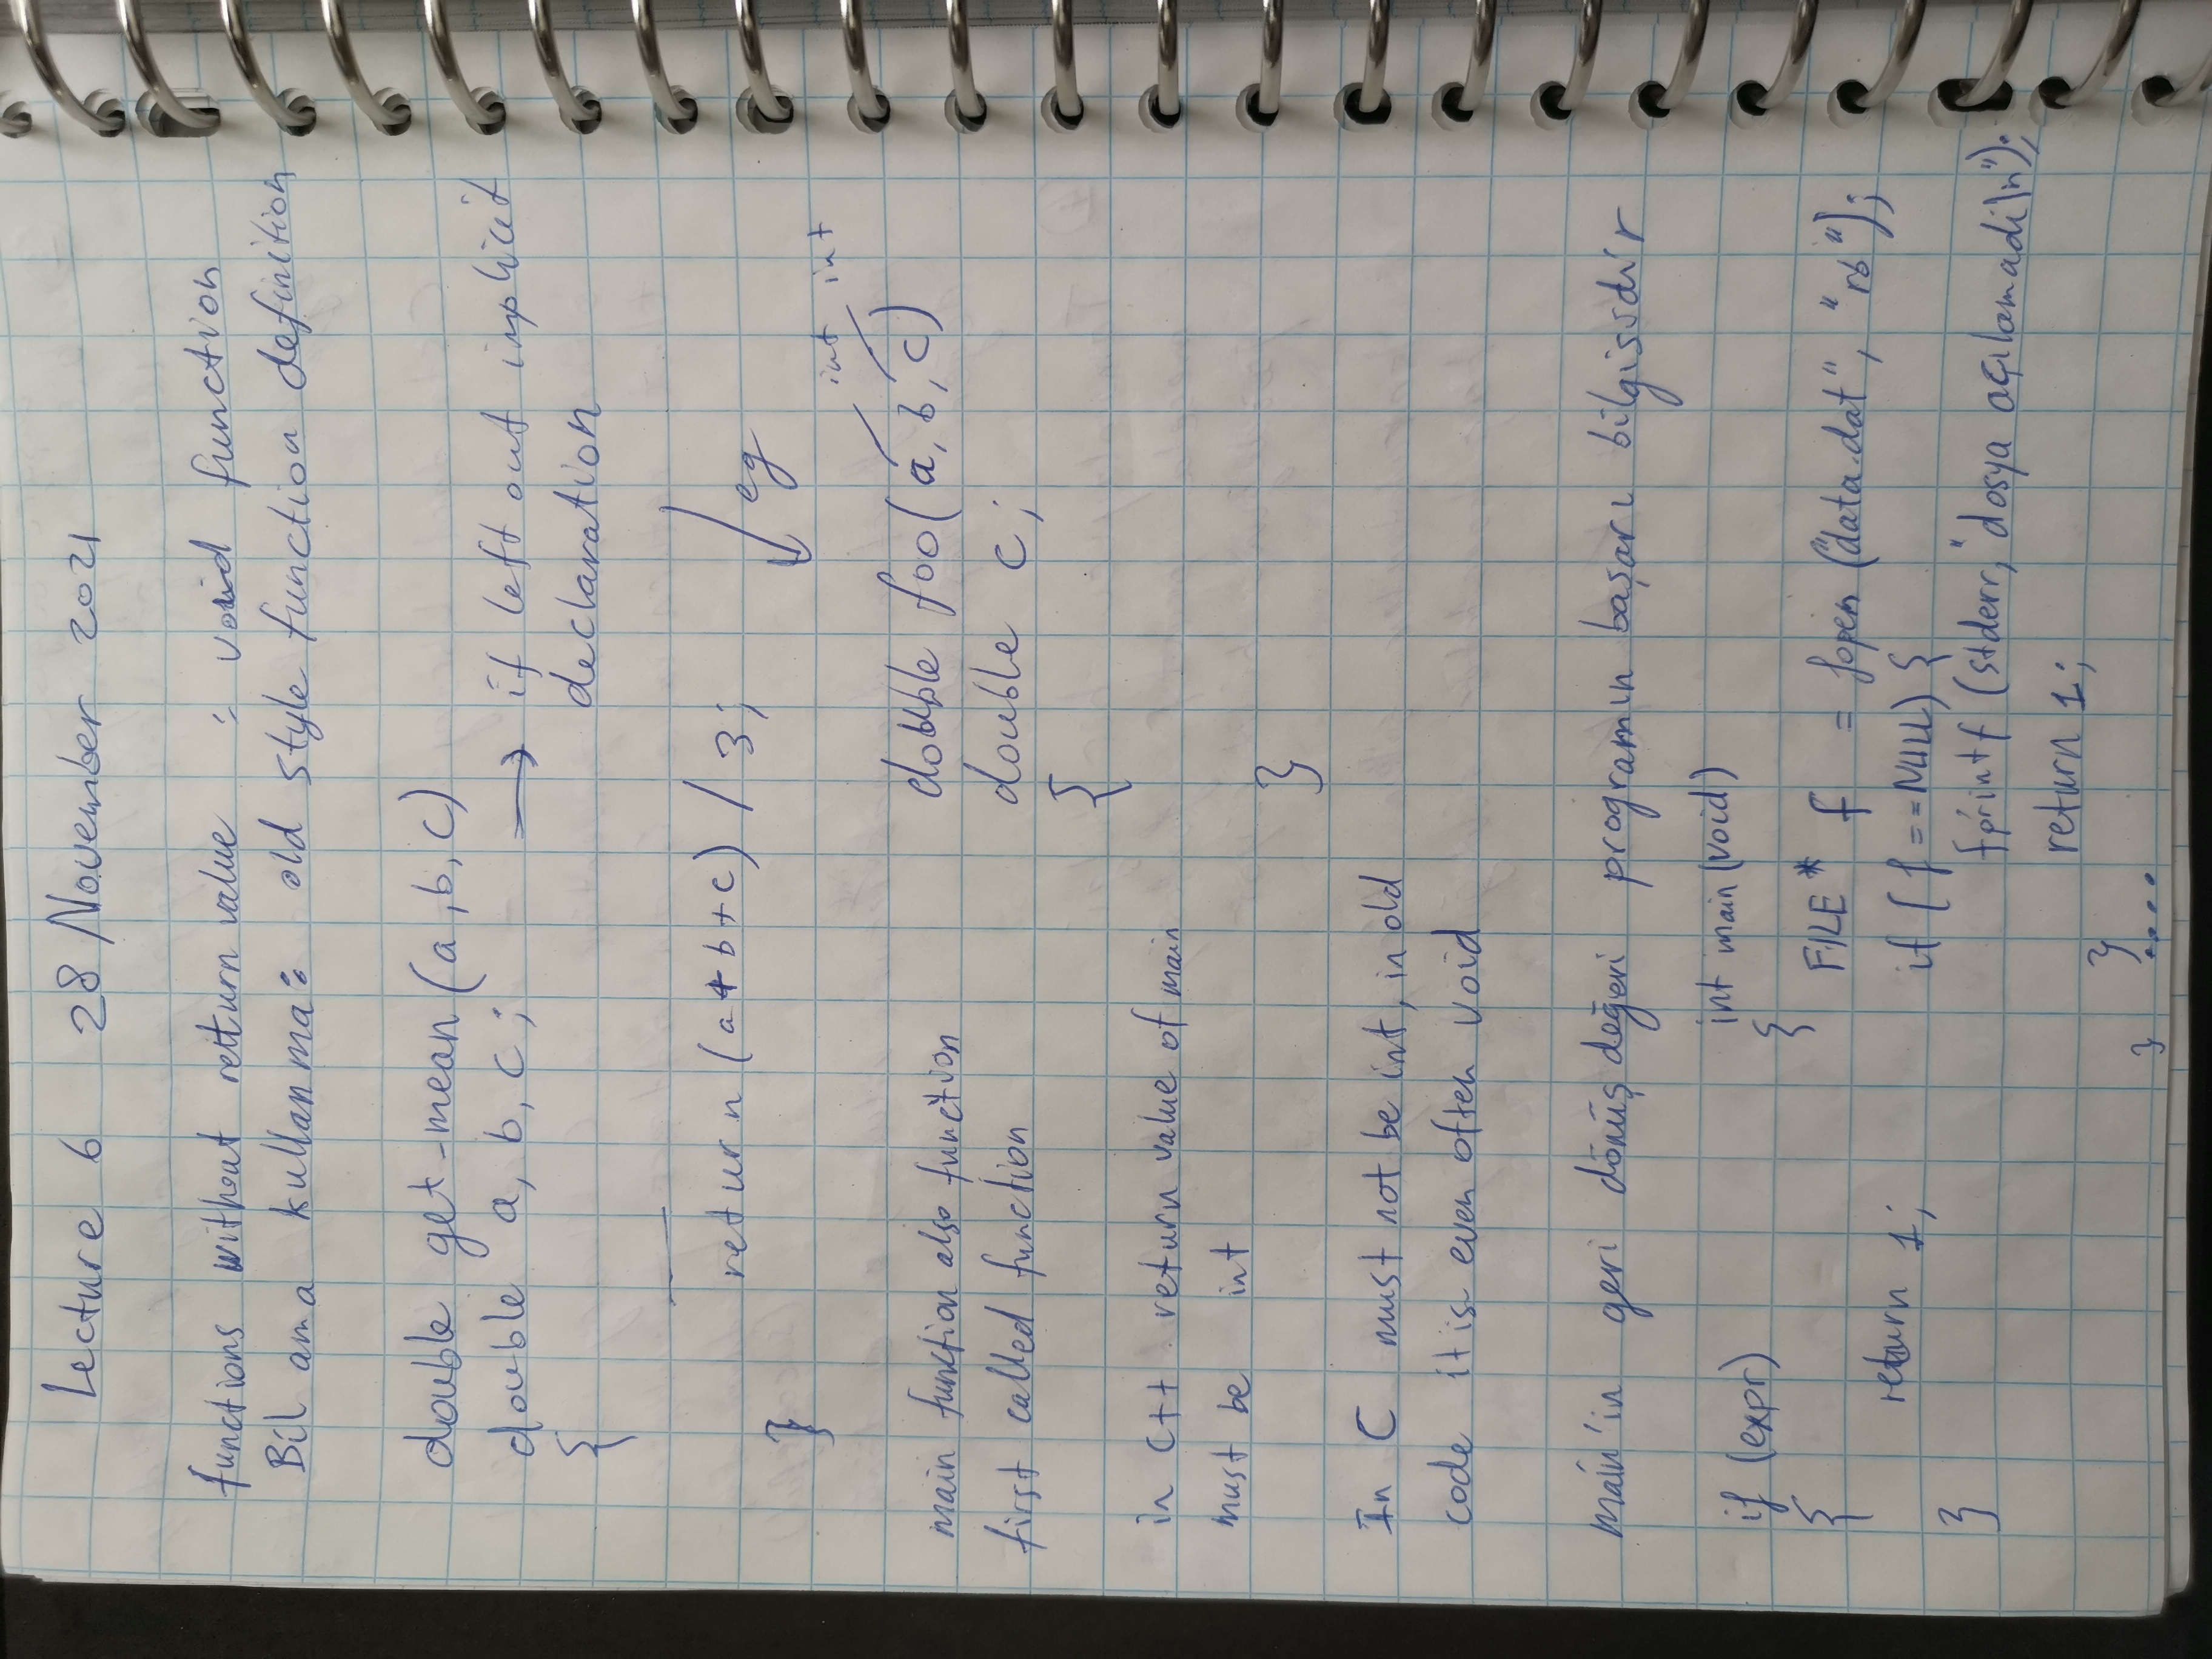 Lecture 6 28 November 2021
functions without return value : void function
Bil ama kullanma: old style function definition
double get_mean (a, b, c)
double a, b, c; → if left out implicit
{ declaration
return (a+b+c) / 3;
}
eg
int int
double foo(a, b, c)
double c;
{
}
main function also function
first called function
in C++ return value of main
must be int
In C must not be int, in old
code it is even often void
main'in geri dönüş değeri programın başarı bilgisidir
if (expr)
{
return 1;
}
int main (void)
{
FILE* f = fopen ("data.dat", "rb");
if (f == NULL) {
fprintf (stderr, "dosya açılamadi\n");
return 1;
}
....
}